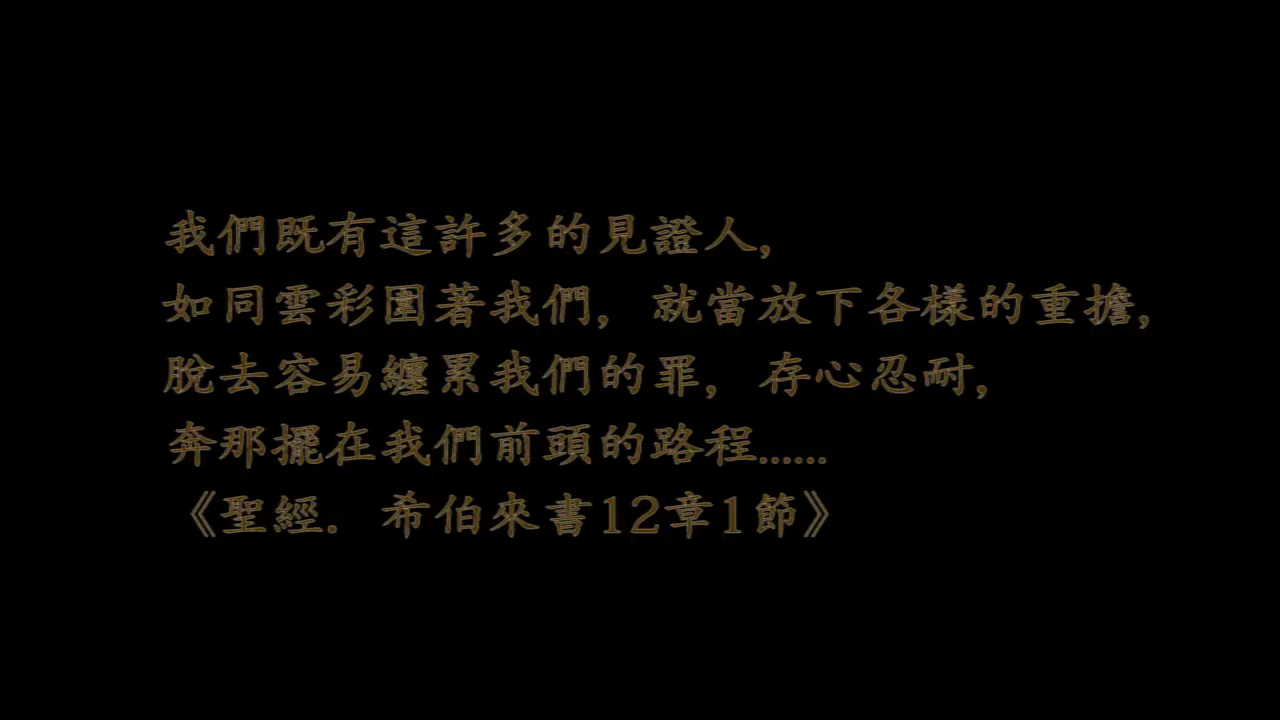 我們既有這許多的見證人,
如同雲彩圍著我們, 就當放下各樣的重擔,
脫去容易纏累我們的罪, 存心忍耐,
奔那擺在我們前頭的路程......
《聖經. 希伯來書12章1節》